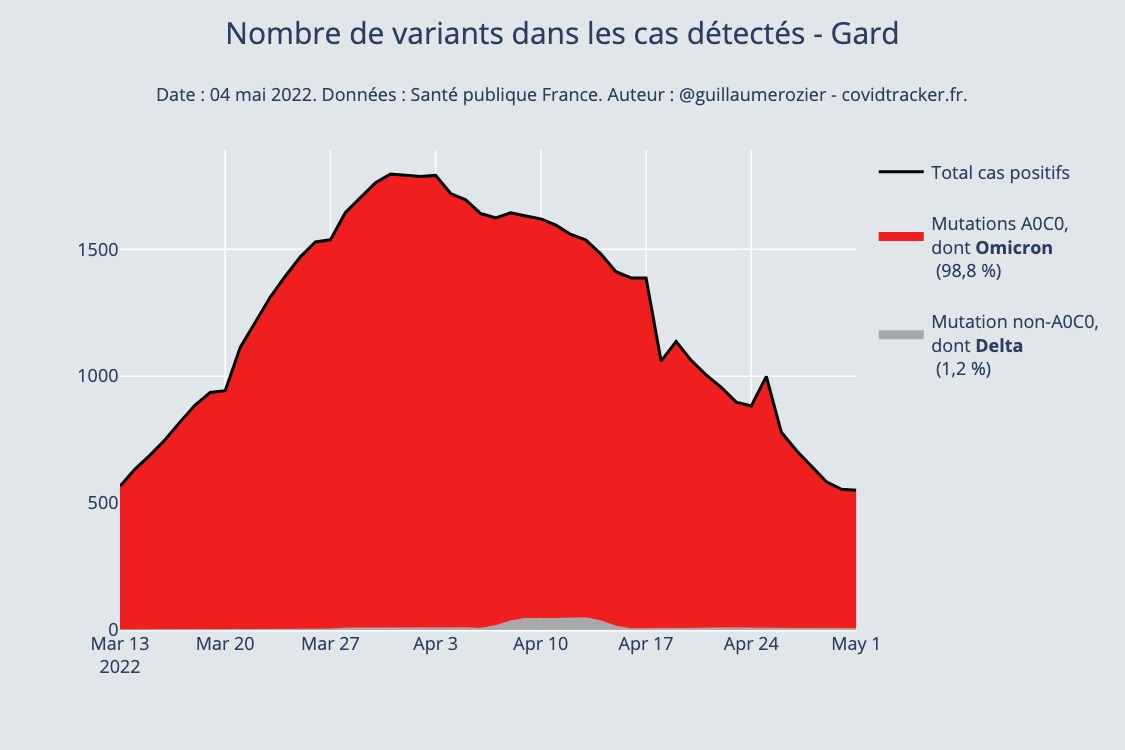 Nombre de variants dans les cas détectés - Gard
Date : 04 mai 2022. Données : Santé publique France. Auteur : @guillaumerozier - covidtracker.fr.
Total cas positifs
Mutations A0C0,
dont Omicron
(98,8 %)
Mutation non-A0C0,
dont Delta
(1,2 %)
1500
1000
500
0
Mar 13 Mar 20 Mar 27 Apr 3 Apr 10 Apr 17 Apr 24 May 1
2022